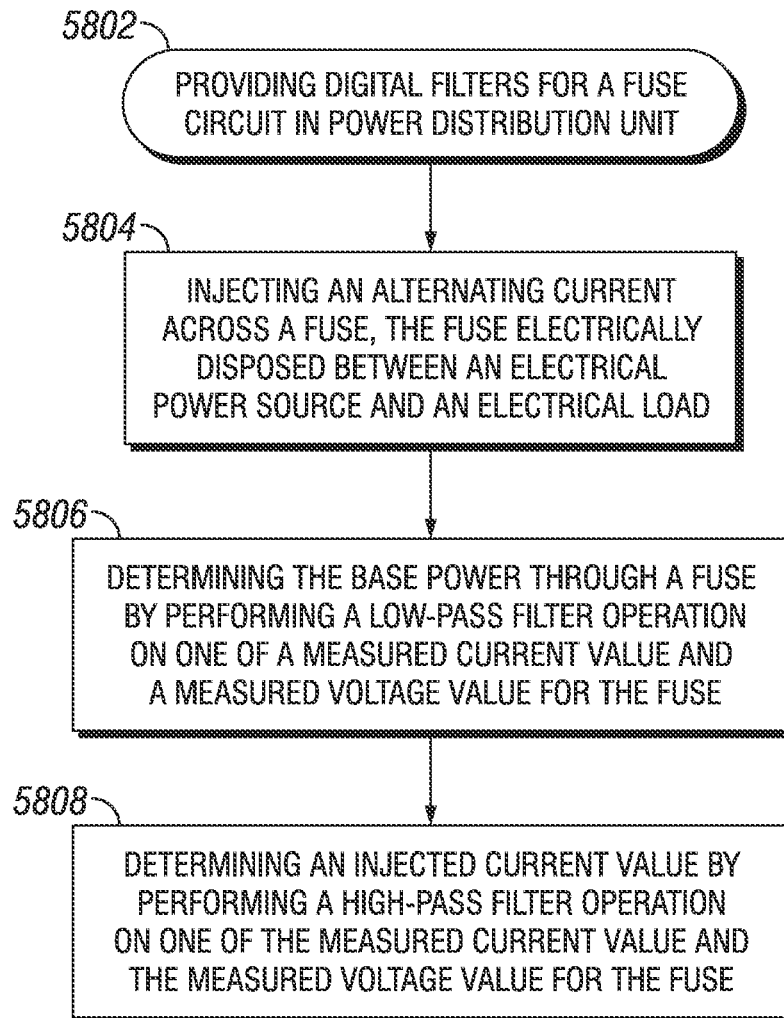 5802
PROVIDING DIGITAL FILTERS FOR A FUSE
CIRCUIT IN POWER DISTRIBUTION UNIT
5804
INJECTING AN ALTERNATING CURRENT
ACROSS A FUSE, THE FUSE ELECTRICALLY
DISPOSED BETWEEN AN ELECTRICAL
POWER SOURCE AND AN ELECTRICAL LOAD
5806
DETERMINING THE BASE POWER THROUGH A FUSE
BY PERFORMING A LOW-PASS FILTER OPERATION
ON ONE OF A MEASURED CURRENT VALUE AND
A MEASURED VOLTAGE VALUE FOR THE FUSE
5808
DETERMINING AN INJECTED CURRENT VALUE BY
PERFORMING A HIGH-PASS FILTER OPERATION
ON ONE OF THE MEASURED CURRENT VALUE AND
THE MEASURED VOLTAGE VALUE FOR THE FUSE